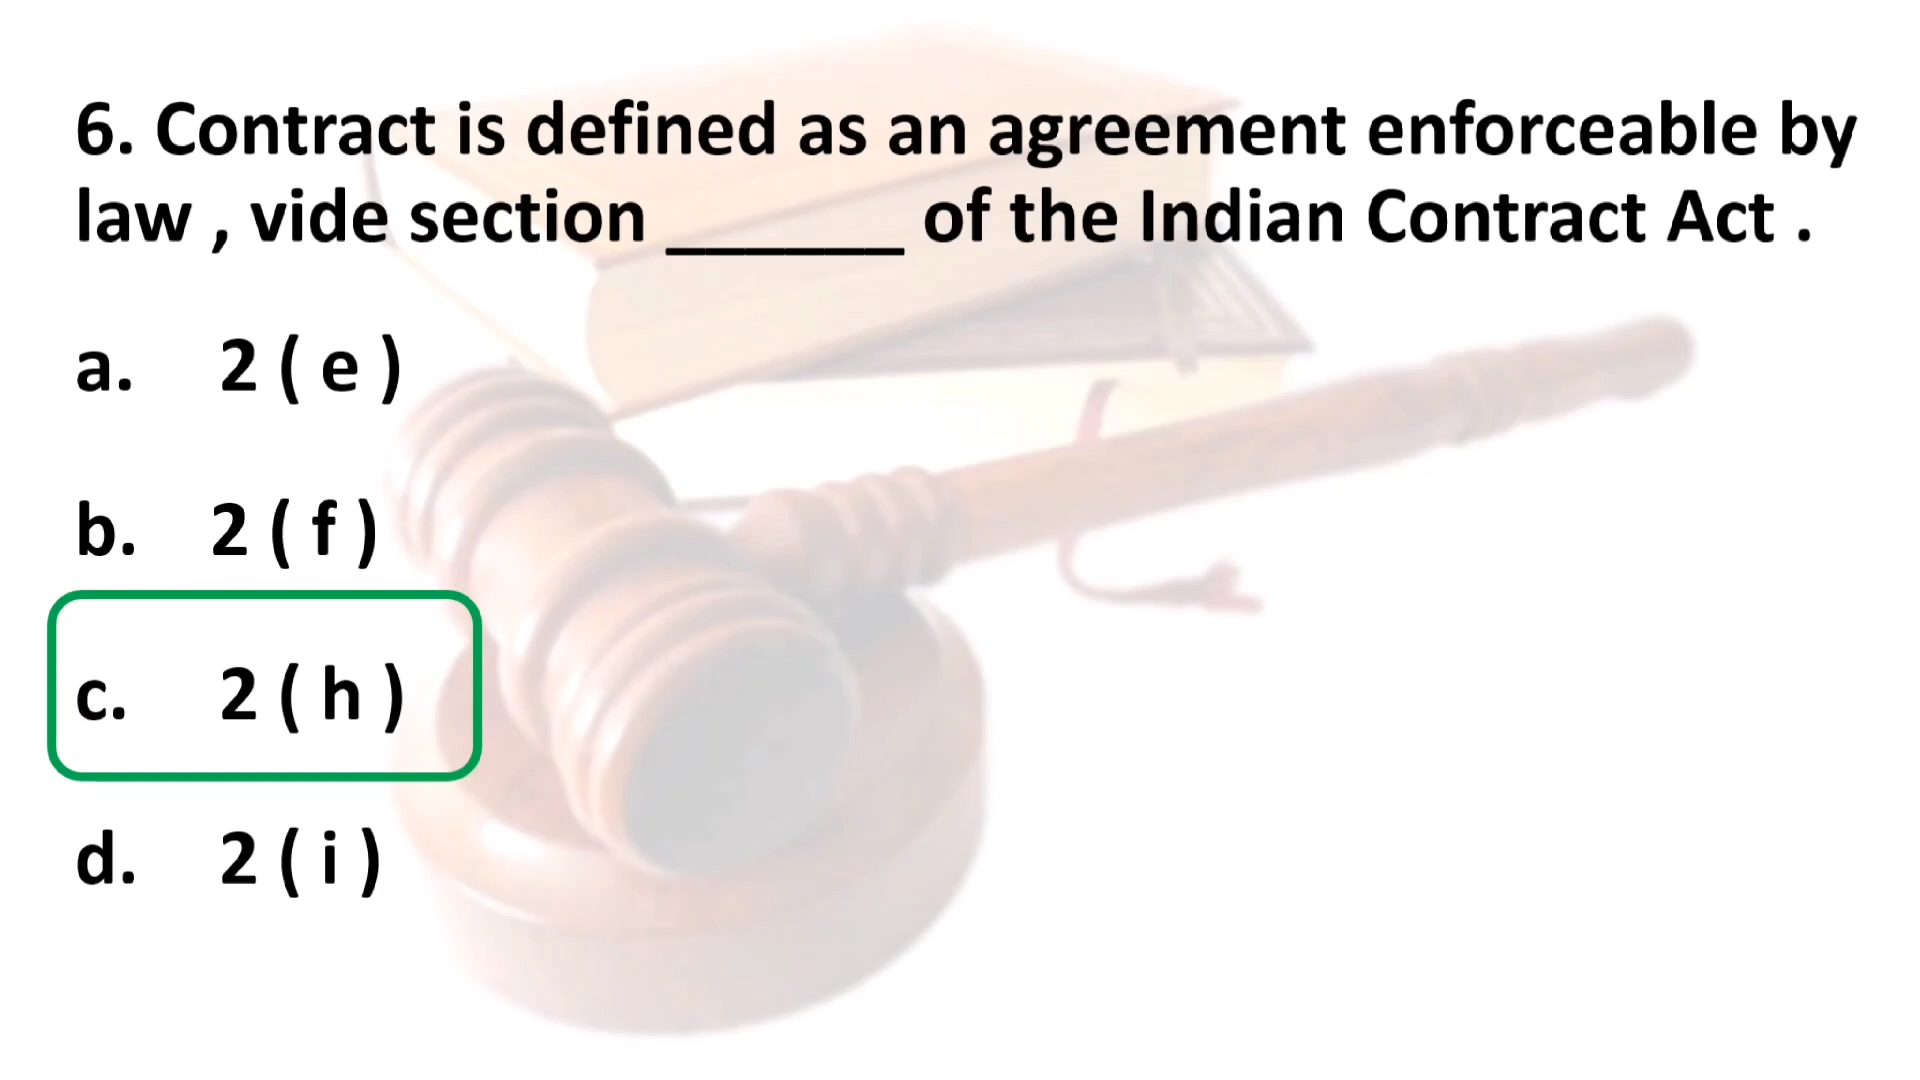 6. Contract is defined as an agreement enforceable by
law , vide section ______ of the Indian Contract Act .
a. 2 ( e )
b. 2 ( f )
c. 2 ( h )
d. 2 ( i )